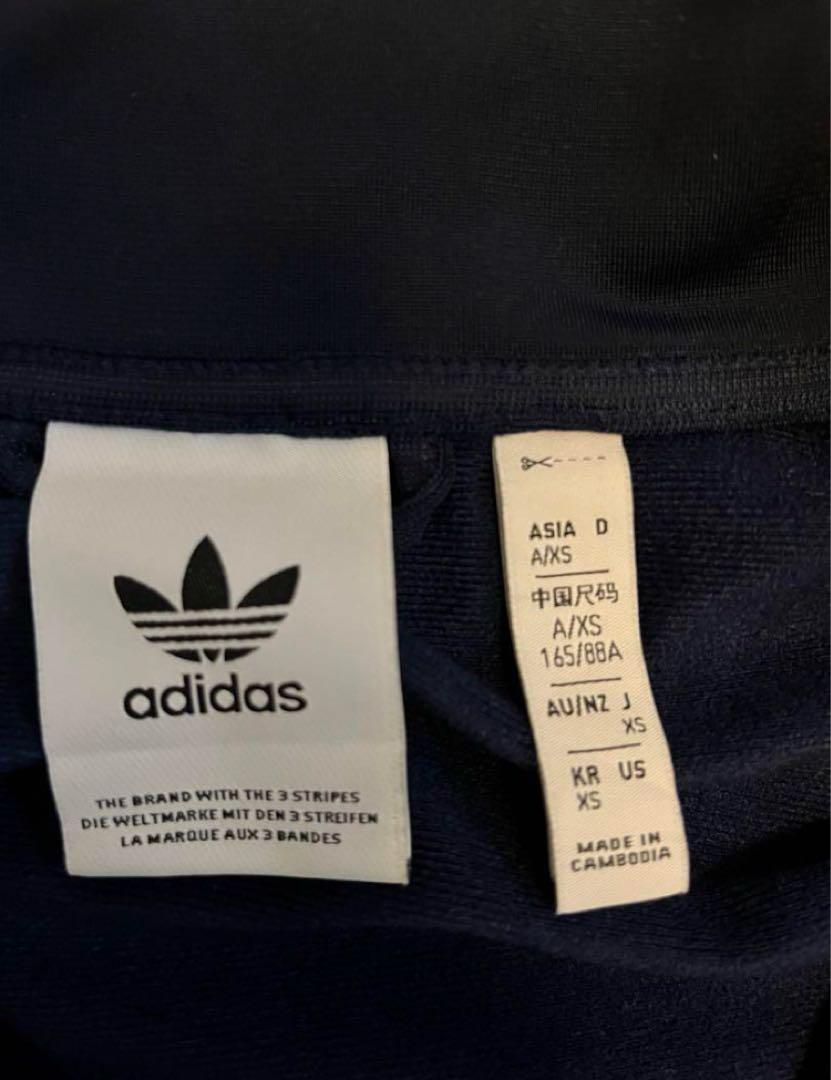 adidas
THE BRAND WITH THE 3 STRIPES
DIE WELTMARKE MIT DEN 3 STREIFEN
LA MARQUE AUX 3 BANDES
ASIA D
A/XS
中国尺码
A/XS
165/88A
AU/NZ J
XS
KR US
XS
MADE IN
CAMBODIA